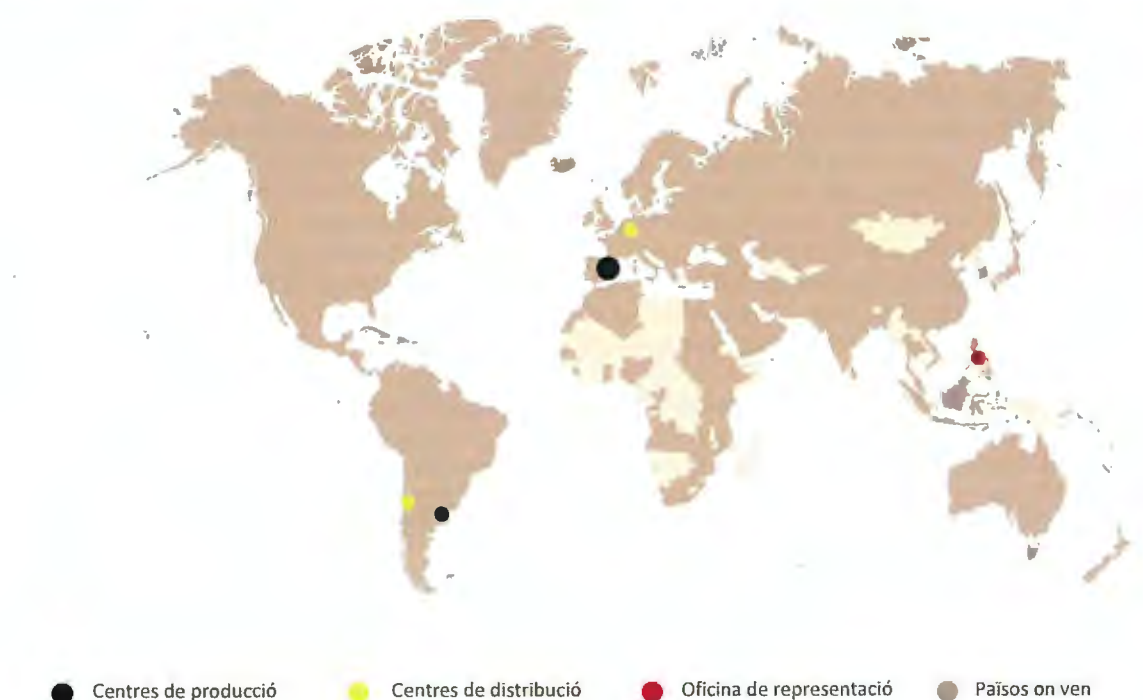 Centres de producció
Centres de distribució
Oficina de representació
Països on ven